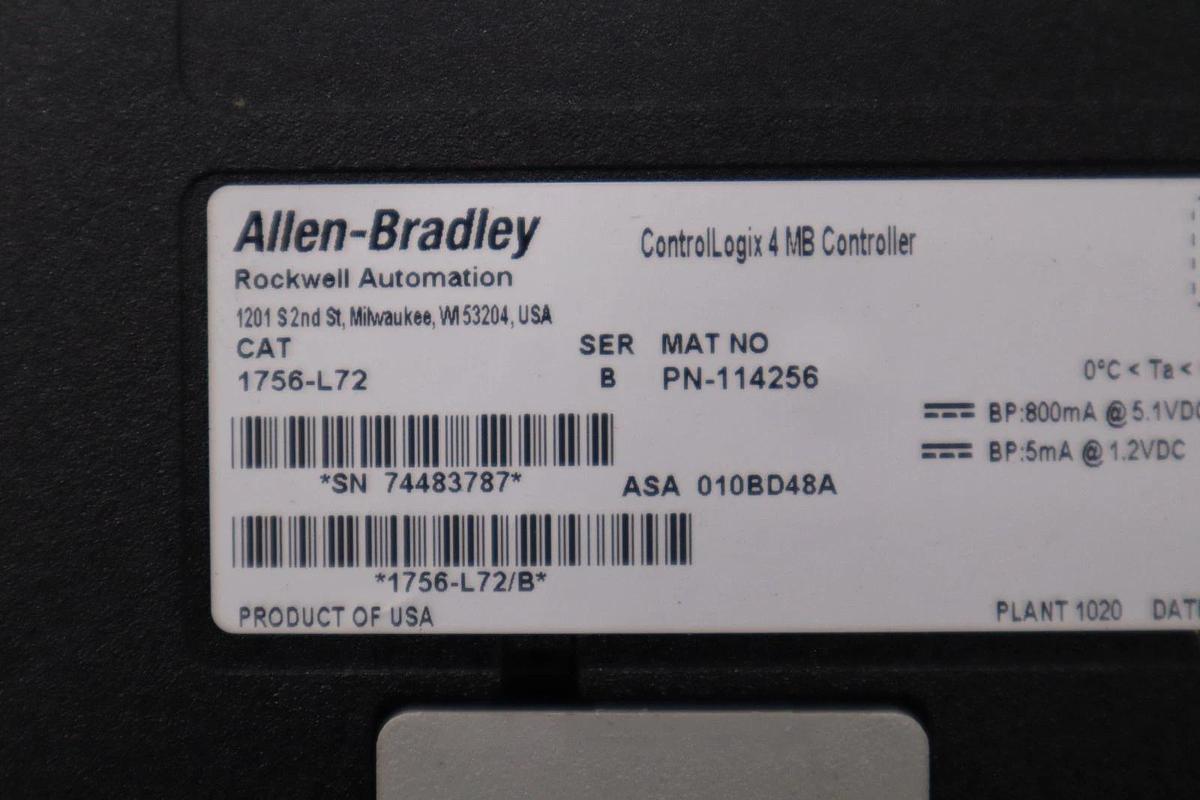 Allen-Bradley
Rockwell Automation
1201 S 2nd St, Milwaukee, WI 53204, USA
ControlLogix 4 MB Controller
CAT SER MAT NO
1756-L72 B PN-114256
0°C < Ta <
BP:800mA @ 5.1VDC
BP:5mA @ 1.2VDC
*SN 74483787* ASA 010BD48A
*1756-L72/B*
PRODUCT OF USA PLANT 1020